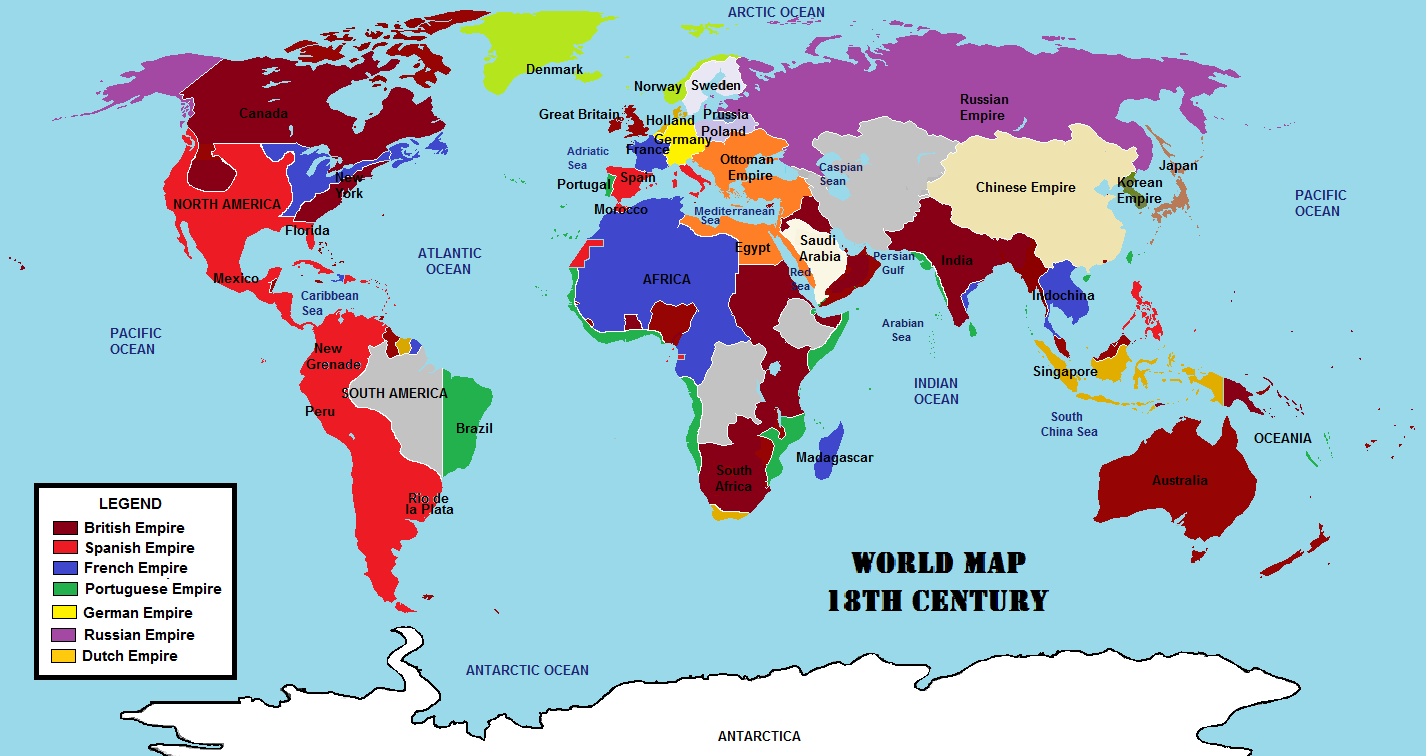 ARCTIC OCEAN
Denmark
Norway
Sweden
Canada
Great Britain
Holland
Prussia
Russian
Empire
Germany
Poland
France
Adriatic
Sea
Ottoman
Empire
Caspian
Sean
Japan
Korean
Empire
Chinese Empire
New
York
Portugal
Spain
NORTH AMERICA
Morocco
Mediterranean
Sea
PACIFIC
OCEAN
Florida
ATLANTIC
OCEAN
Egypt
Saudi
Arabia
Persian
Gulf
India
Mexico
AFRICA
Red
Sea
Caribbean
Sea
Indochina
PACIFIC
OCEAN
Arabian
Sea
New
Grenade
Singapore
SOUTH AMERICA
INDIAN
OCEAN
Peru
Brazil
South
China Sea
OCEANIA
Madagascar
South
Africa
Australia
Rio de
la Plata
LEGEND
British Empire
Spanish Empire
French Empire
Portuguese Empire
German Empire
Russian Empire
Dutch Empire
WORLD MAP
18TH CENTURY
ANTARCTIC OCEAN
ANTARCTICA